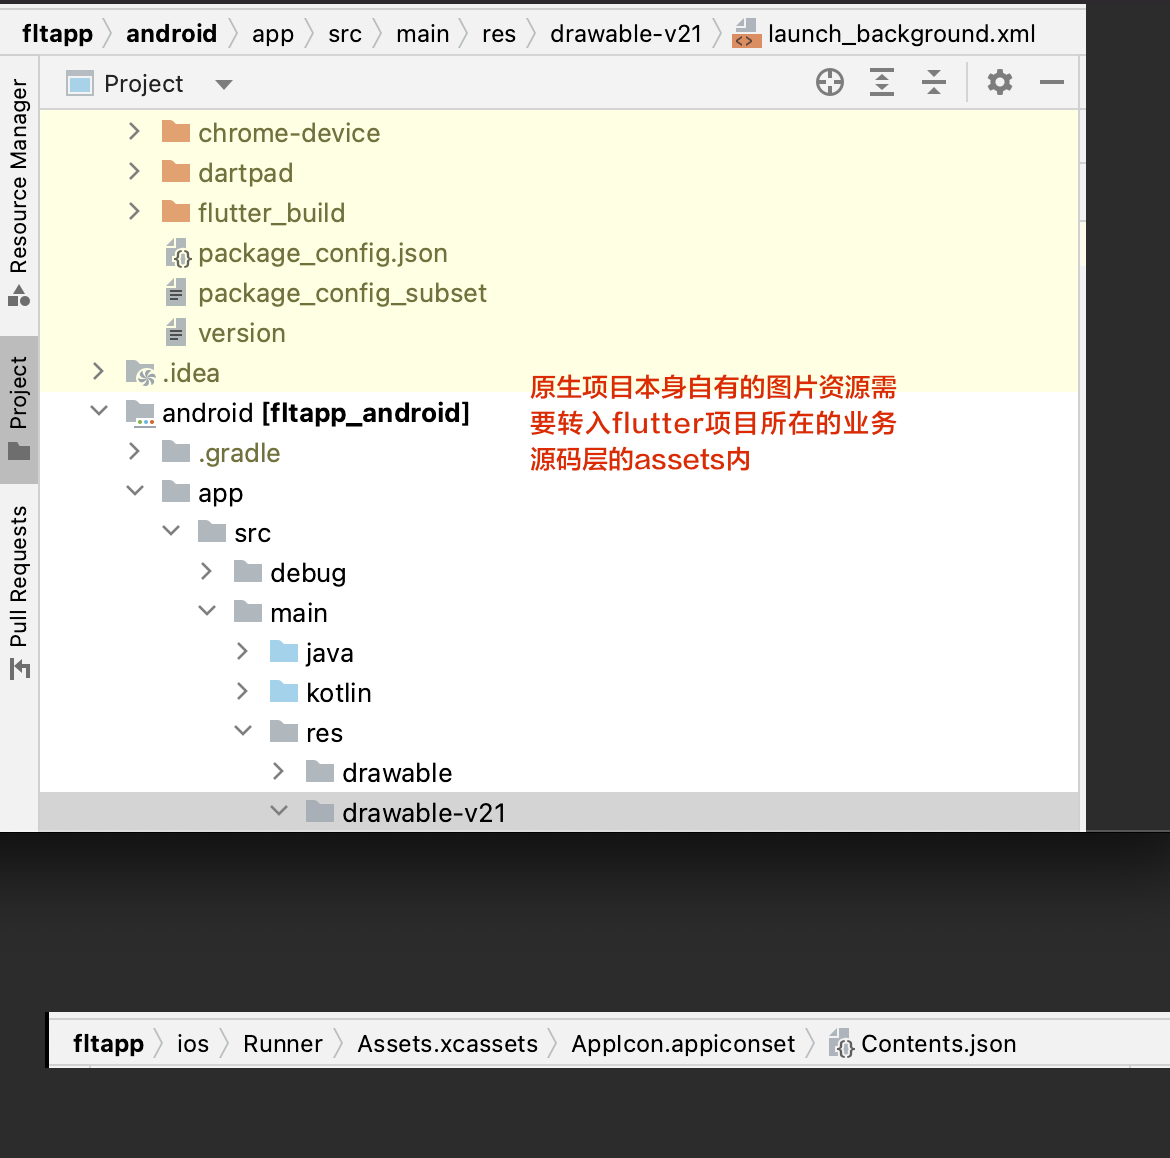 fltapp android app src main res drawable-v21 launch_background.xml
Resource Manager
Project
Pull Requests
Project
chrome-device
dartpad
flutter_build
package_config.json
package_config_subset
version
.idea
android [fltapp_android]
.gradle
app
src
debug
main
java
kotlin
res
drawable
drawable-v21
原生项目本身自有的图片资源需
要转入flutter项目所在的业务
源码层的assets内
fltapp ios Runner Assets.xcassets AppIcon.appiconset Contents.json